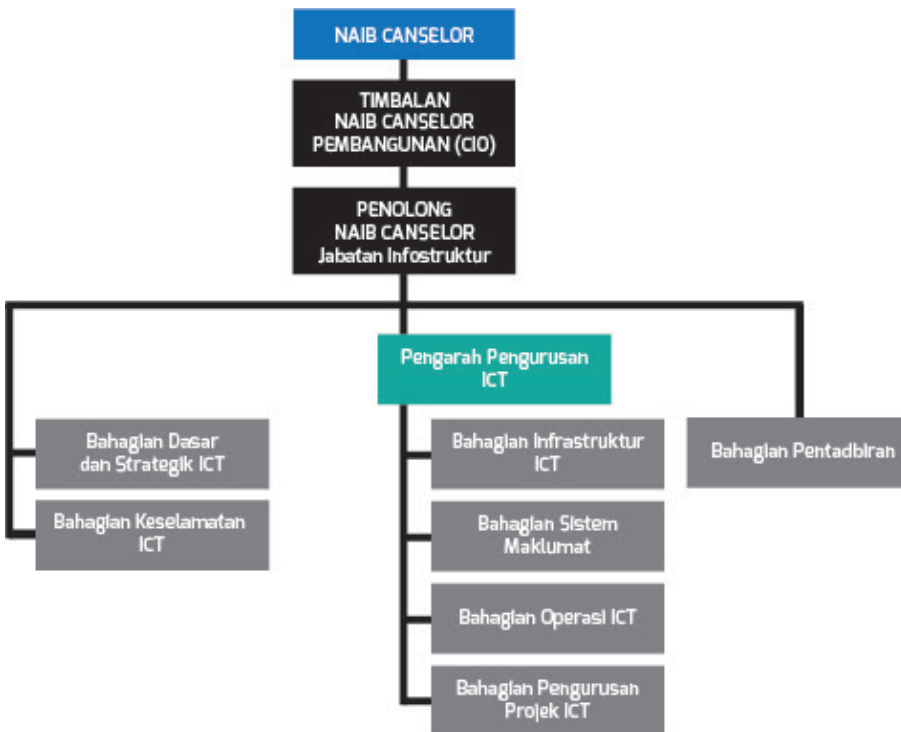 NAIB CANSELOR
TIMBALAN
NAIB CANSELOR
PEMBANGUNAN (CIO)
PENOLONG
NAIB CANSELOR
Jabatan Infostruktur
Pengarah Pengurusan
ICT
Bahagian Dasar
dan Strategik ICT
Bahagian Keselamatan
ICT
Bahagian Infrastruktur
ICT
Bahagian Sistem
Maklumat
Bahagian Operasi ICT
Bahagian Pengurusan
Projek ICT
Bahagian Pentadbiran